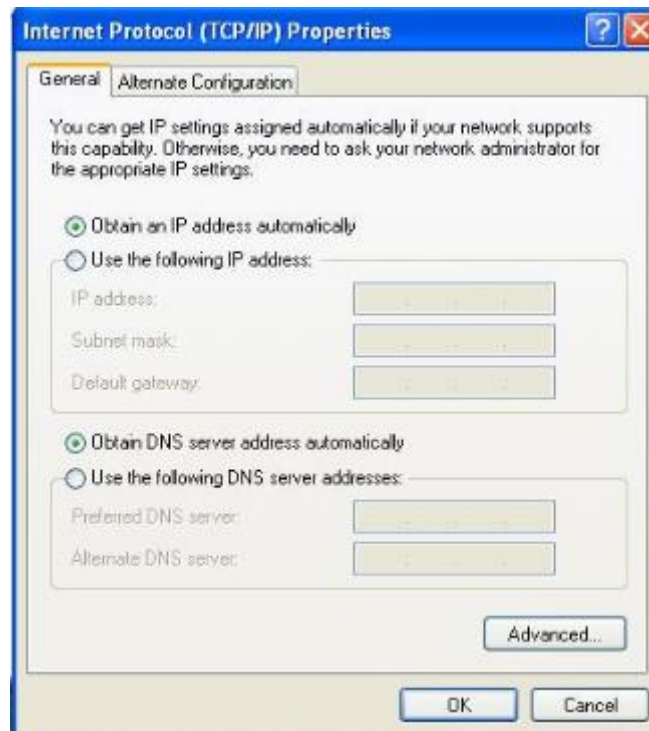 Internet Protocol (TCP/IP) Properties
General
Alternate Configuration
You can get IP settings assigned automatically if your network supports
this capability. Otherwise, you need to ask your network administrator for
the appropriate IP settings.
Obtain an IP address automatically
Use the following IP address:
IP address:
Subnet mask:
Default gateway:
Obtain DNS server address automatically
Use the following DNS server addresses:
Preferred DNS server:
Alternate DNS server:
Advanced...
OK
Cancel